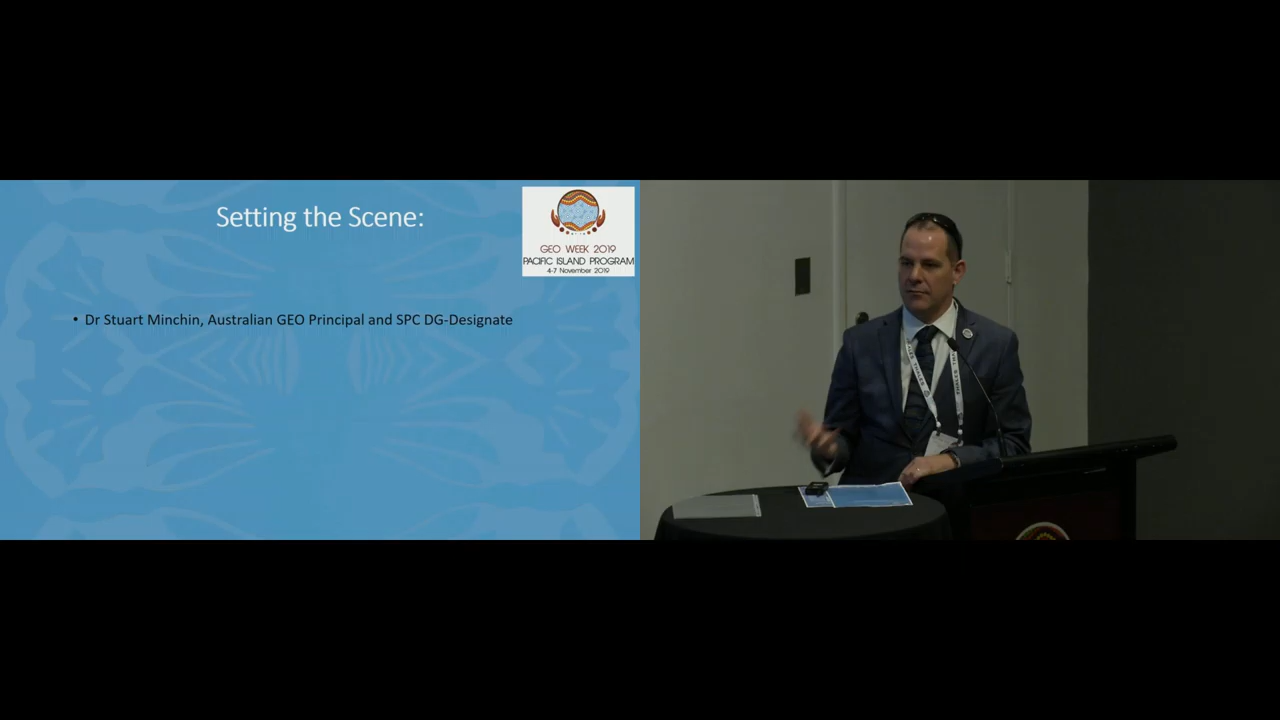 Setting the Scene:
GEO WEEK 2019
PACIFIC ISLAND PROGRAM
4-7 November 2019
• Dr Stuart Minchin, Australian GEO Principal and SPC DG-Designate